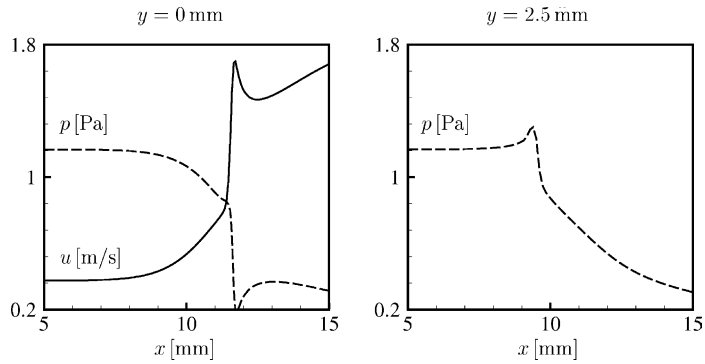 y = 0 mm
1.8
p [Pa]
1
u [m/s]
0.2
5 10 15
x [mm]
y = 2.5 mm
1.8
p [Pa]
1
0.2
5 10 15
x [mm]